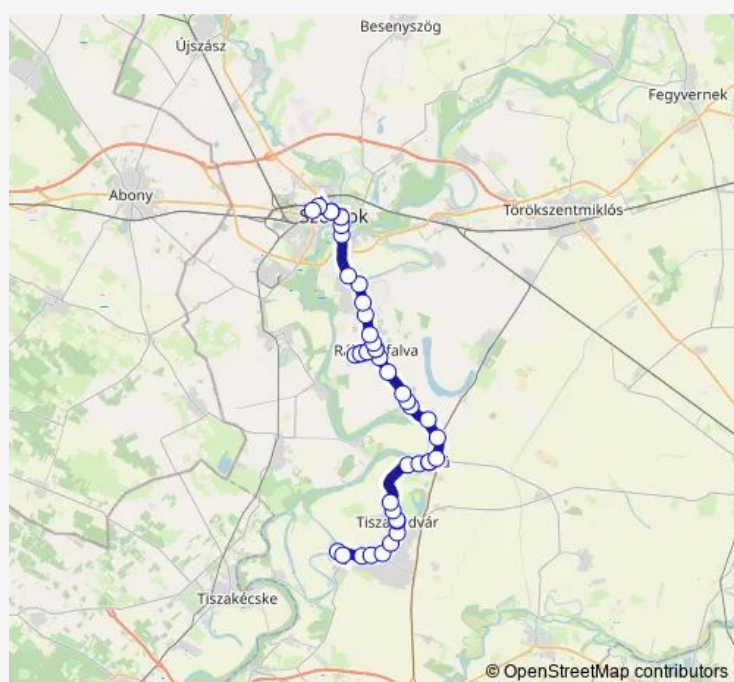 Besenyszög
Újszász
Fegyvernek
Abony
Törökszentmiklós
Tiszakécske
© OpenStreetMap contributors